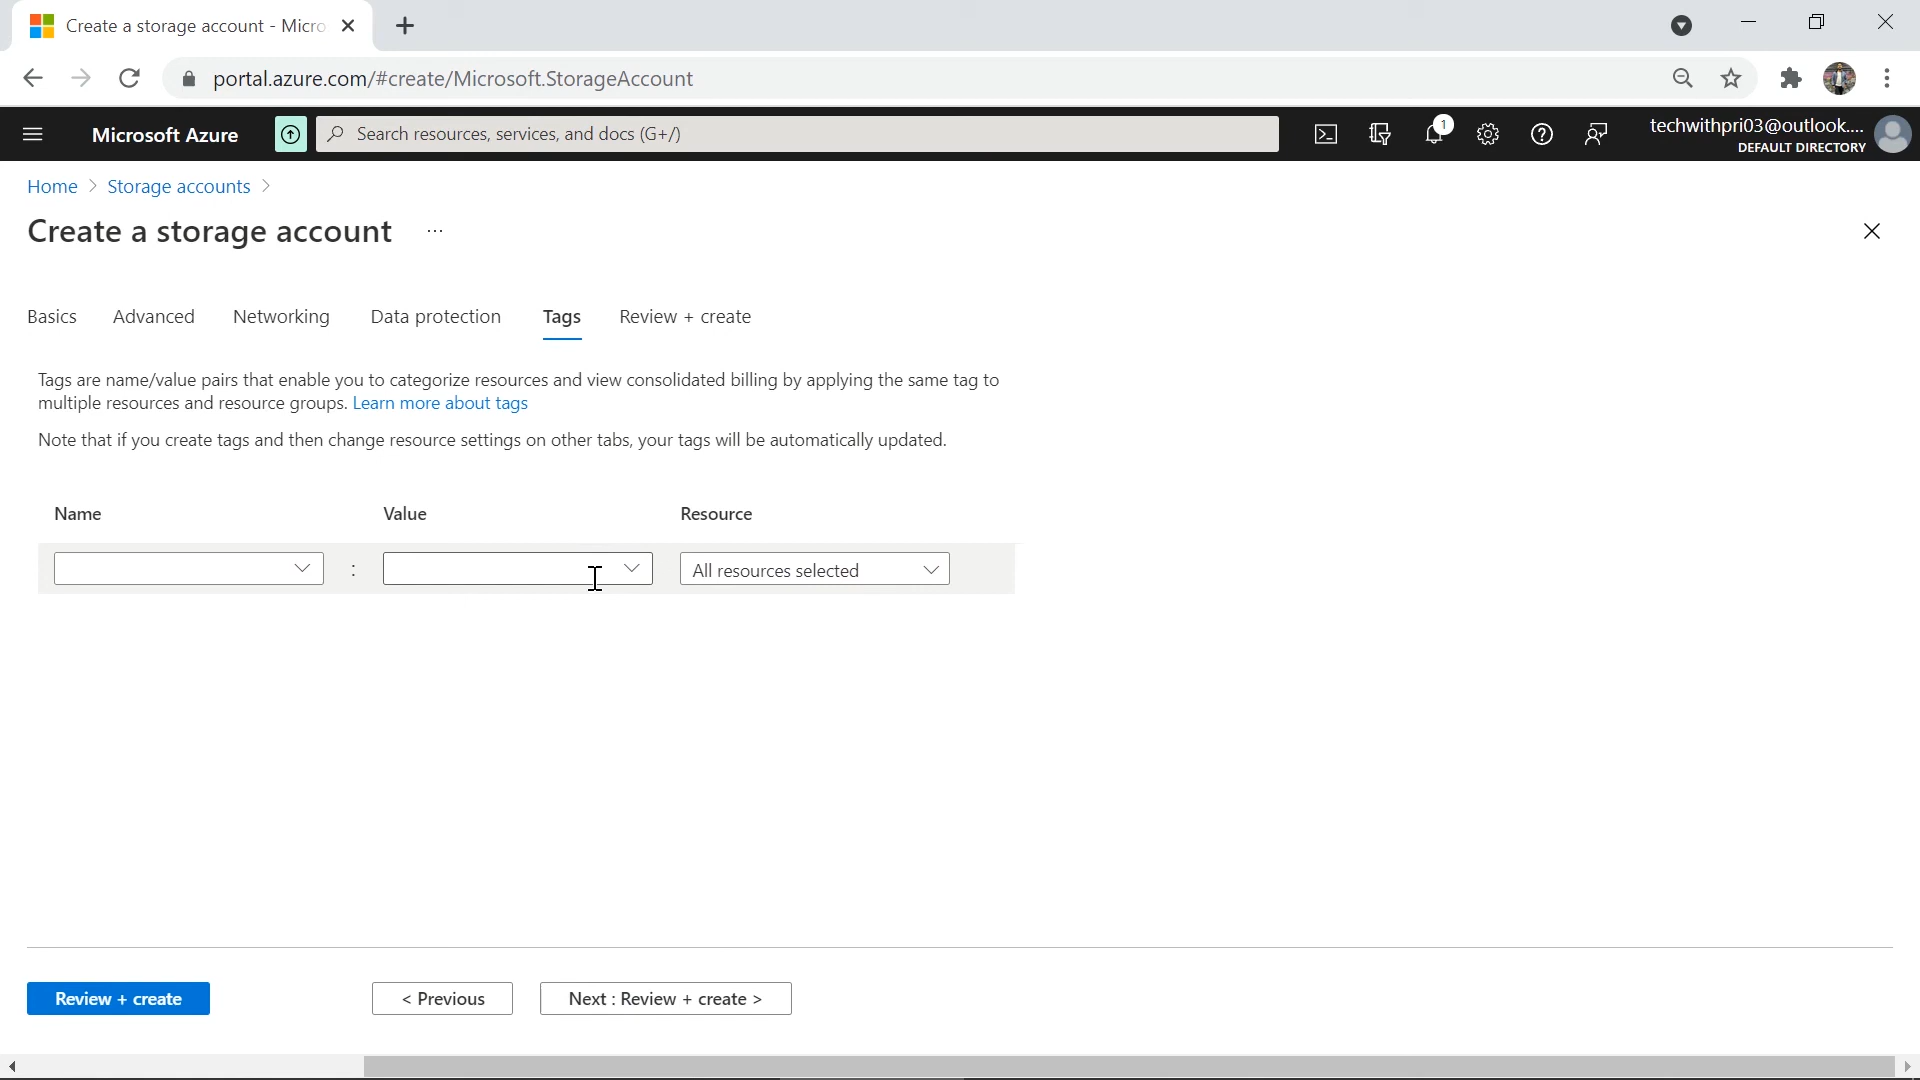 Create a storage account - Micro
portal.azure.com/#create/Microsoft.StorageAccount
Microsoft Azure
Search resources, services, and docs (G+/)
1
techwithpri03@outlook....
DEFAULT DIRECTORY
Home > Storage accounts >
Create a storage account ...
Basics Advanced Networking Data protection Tags Review + create
Tags are name/value pairs that enable you to categorize resources and view consolidated billing by applying the same tag to
multiple resources and resource groups. Learn more about tags
Note that if you create tags and then change resource settings on other tabs, your tags will be automatically updated.
Name Value Resource
: All resources selected
Review + create < Previous Next : Review + create >